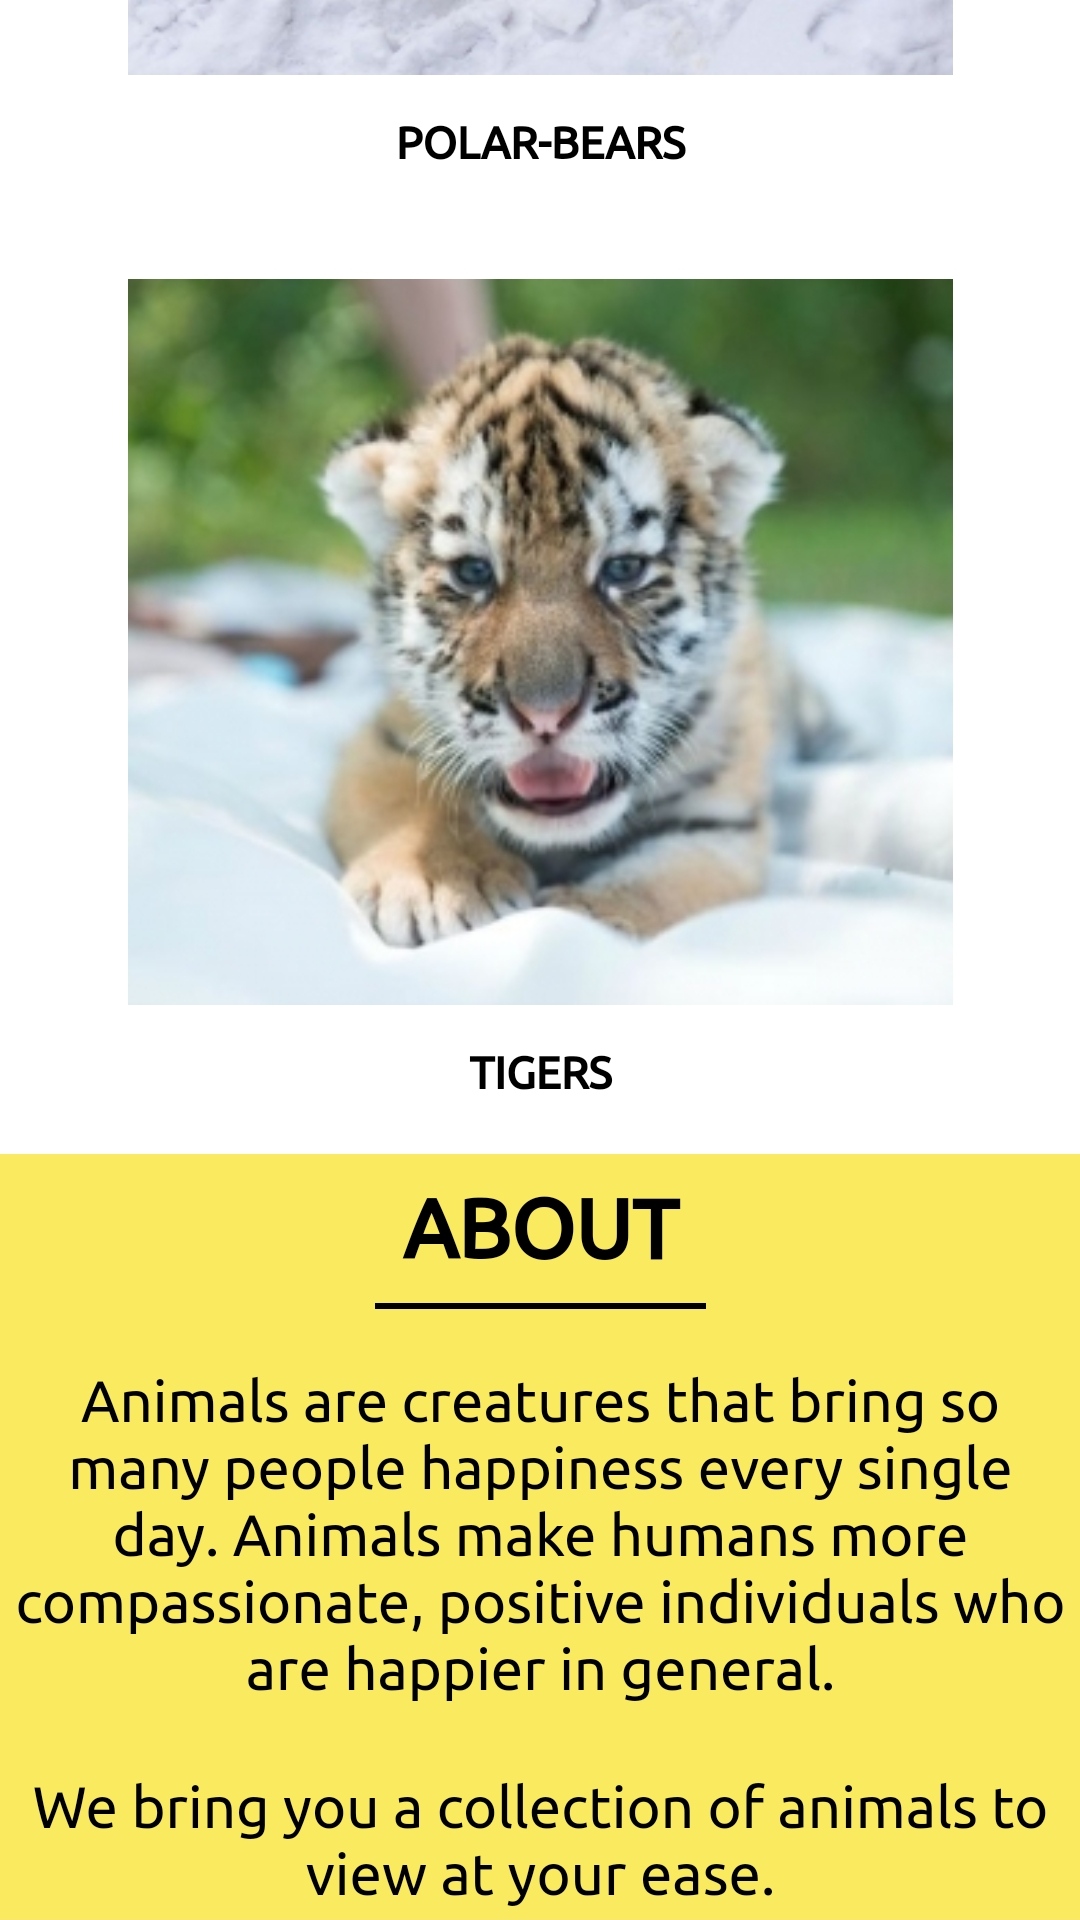 POLAR-BEARS
TIGERS
ABOUT
Animals are creatures that bring so
many people happiness every single
day. Animals make humans more
compassionate, positive individuals who
are happier in general.
We bring you a collection of animals to
view at your ease.